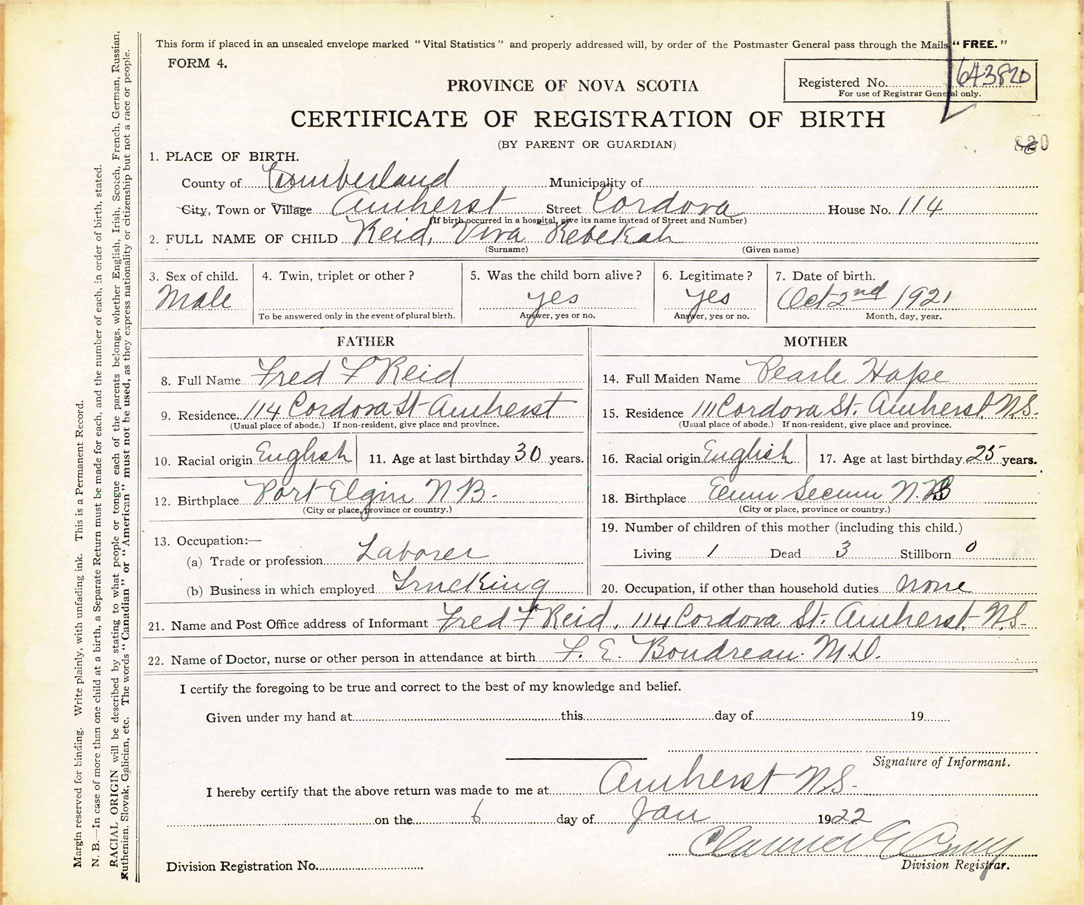 This form if placed in an unsealed envelope marked "Vital Statistics" and properly addressed will, by order of the Postmaster General pass through the Mails "FREE."
FORM 4.
Registered No. 643820
For use of Registrar General only.
PROVINCE OF NOVA SCOTIA
CERTIFICATE OF REGISTRATION OF BIRTH
(BY PARENT OR GUARDIAN)
820
1. PLACE OF BIRTH.
County of Cumberland Municipality of
City, Town or Village Amherst Street Cordova House No. 114
(If birth occurred in a hospital, give its name instead of Street and Number)
2. FULL NAME OF CHILD Reid, Viva Rebekah
(Surname) (Given name)
3. Sex of child. 4. Twin, triplet or other? 5. Was the child born alive? 6. Legitimate? 7. Date of birth.
Male yes yes Oct 2nd 1921
To be answered only in the event of plural birth. Answer, yes or no. Answer, yes or no. Month, day, year.
FATHER MOTHER
8. Full Name Fred F Reid 14. Full Maiden Name Pearle Hope
9. Residence. 114 Cordova St Amherst 15. Residence 111 Cordova St. Amherst N.S.
(Usual place of abode.) If non-resident, give place and province. (Usual place of abode.) If non-resident, give place and province.
10. Racial origin English 11. Age at last birthday 30 years. 16. Racial origin English 17. Age at last birthday 25 years.
12. Birthplace Port Elgin N.B. 18. Birthplace Ecum Secum N.
(City or place, province or country.) (City or place, province or country.)
13. Occupation:— 19. Number of children of this mother (including this child.)
(a) Trade or profession Laborer Living 1 Dead 3 Stillborn 0
(b) Business in which employed Trucking 20. Occupation, if other than household duties none
21. Name and Post Office address of Informant Fred F Reid, 114 Cordova St. Amherst N.S.
22. Name of Doctor, nurse or other person in attendance at birth F. E. Boudreau M.D.
I certify the foregoing to be true and correct to the best of my knowledge and belief.
Given under my hand at this day of 19
Signature of Informant.
I hereby certify that the above return was made to me at Amherst N.S.
on the 6 day of Jan 1922
Division Registration No. Division Registrar.
Margin reserved for binding. Write plainly, with unfading ink. This is a Permanent Record.
N. B.—In case of more than one child at a birth, a Separate Return must be made for each, and the number of each, in order of birth, stated.
RACIAL ORIGIN will be described by stating to what people or tongue each of the parents belongs, whether English, Irish, Scotch, French, German, Russian,
Ruthenian, Slovak, Galician, etc. The words "Canadian" or "American" must not be used, as they express nationality or citizenship but not a race or people.